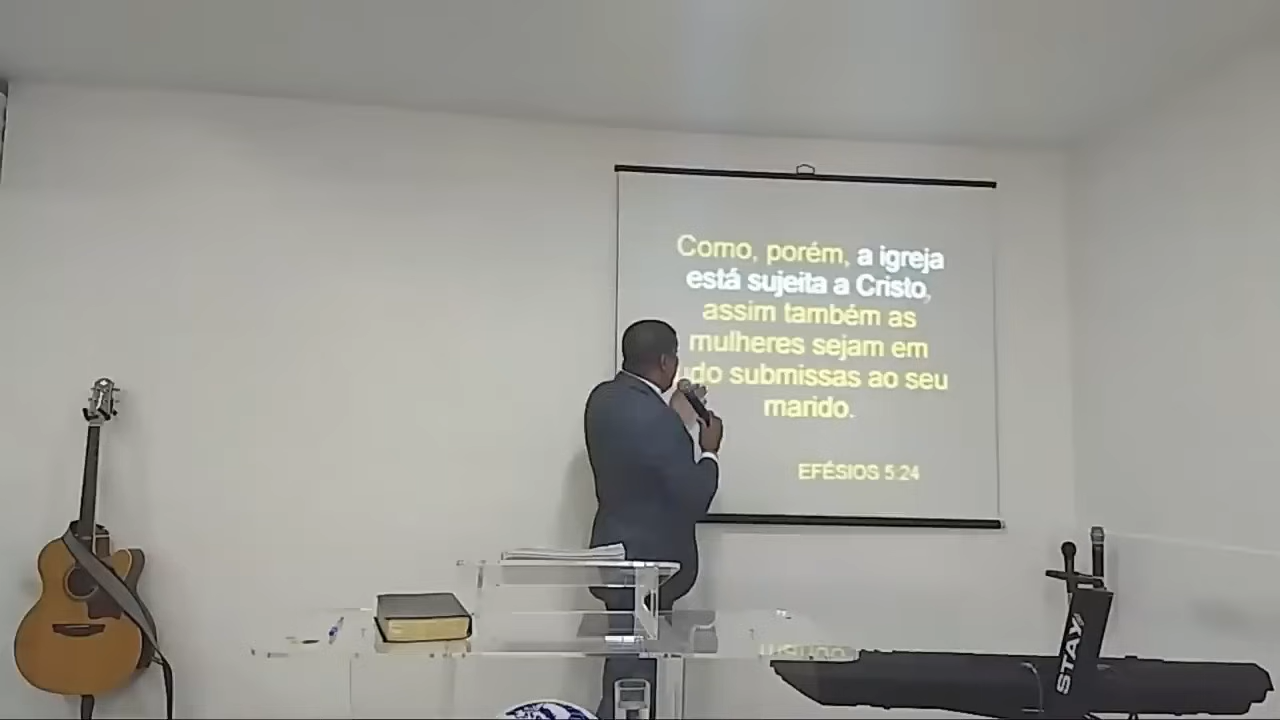 Como, porém, a igreja
está sujeita a Cristo,
assim também as
mulheres sejam em
udo submissas ao seu
marido.
EFÉSIOS 5:24
STAY